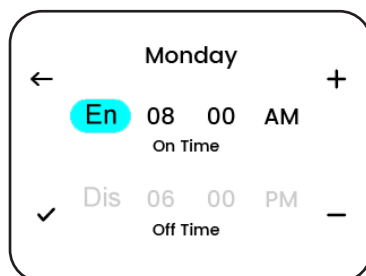 Monday
En 08 00 AM
On Time
Dis 06 00 PM
Off Time